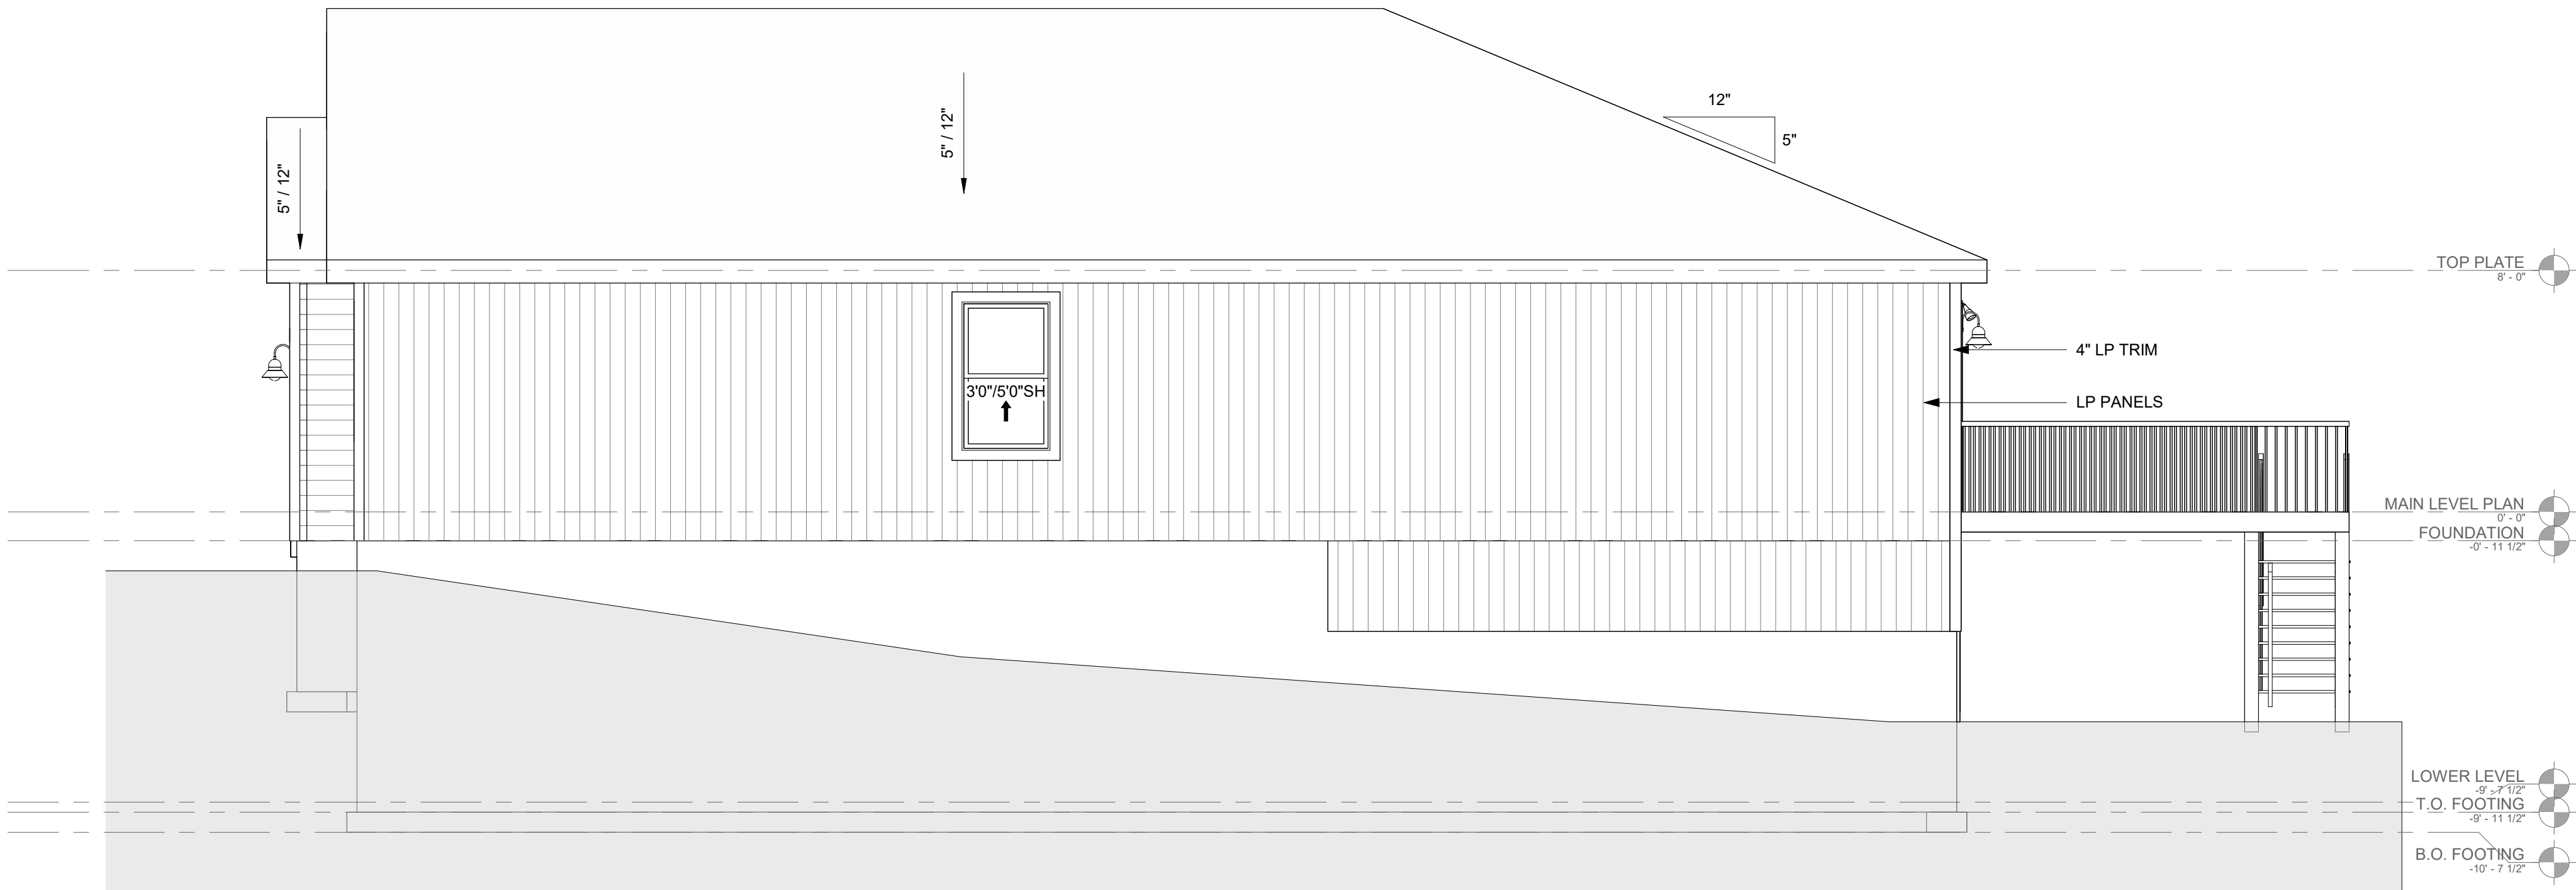 12"
5"
5" / 12"
5" / 12"
TOP PLATE
8' - 0"
4" LP TRIM
3'0"/5'0"SH
LP PANELS
MAIN LEVEL PLAN
0' - 0"
FOUNDATION
-0' - 11 1/2"
LOWER LEVEL
-9' - 7 1/2"
T.O. FOOTING
-9' - 11 1/2"
B.O. FOOTING
-10' - 7 1/2"